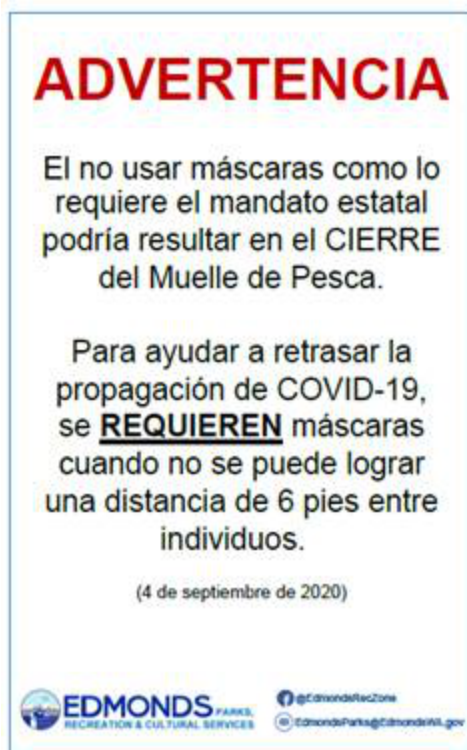 ADVERTENCIA
El no usar máscaras como lo
requiere el mandato estatal
podría resultar en el CIERRE
del Muelle de Pesca.
Para ayudar a retrasar la
propagación de COVID-19,
se REQUIEREN máscaras
cuando no se puede lograr
una distancia de 6 pies entre
individuos.
(4 de septiembre de 2020)
EDMONDS PARKS,
RECREATION & CULTURAL SERVICES
@EdmondsRecZone
EdmondsParks@EdmondsWA.gov